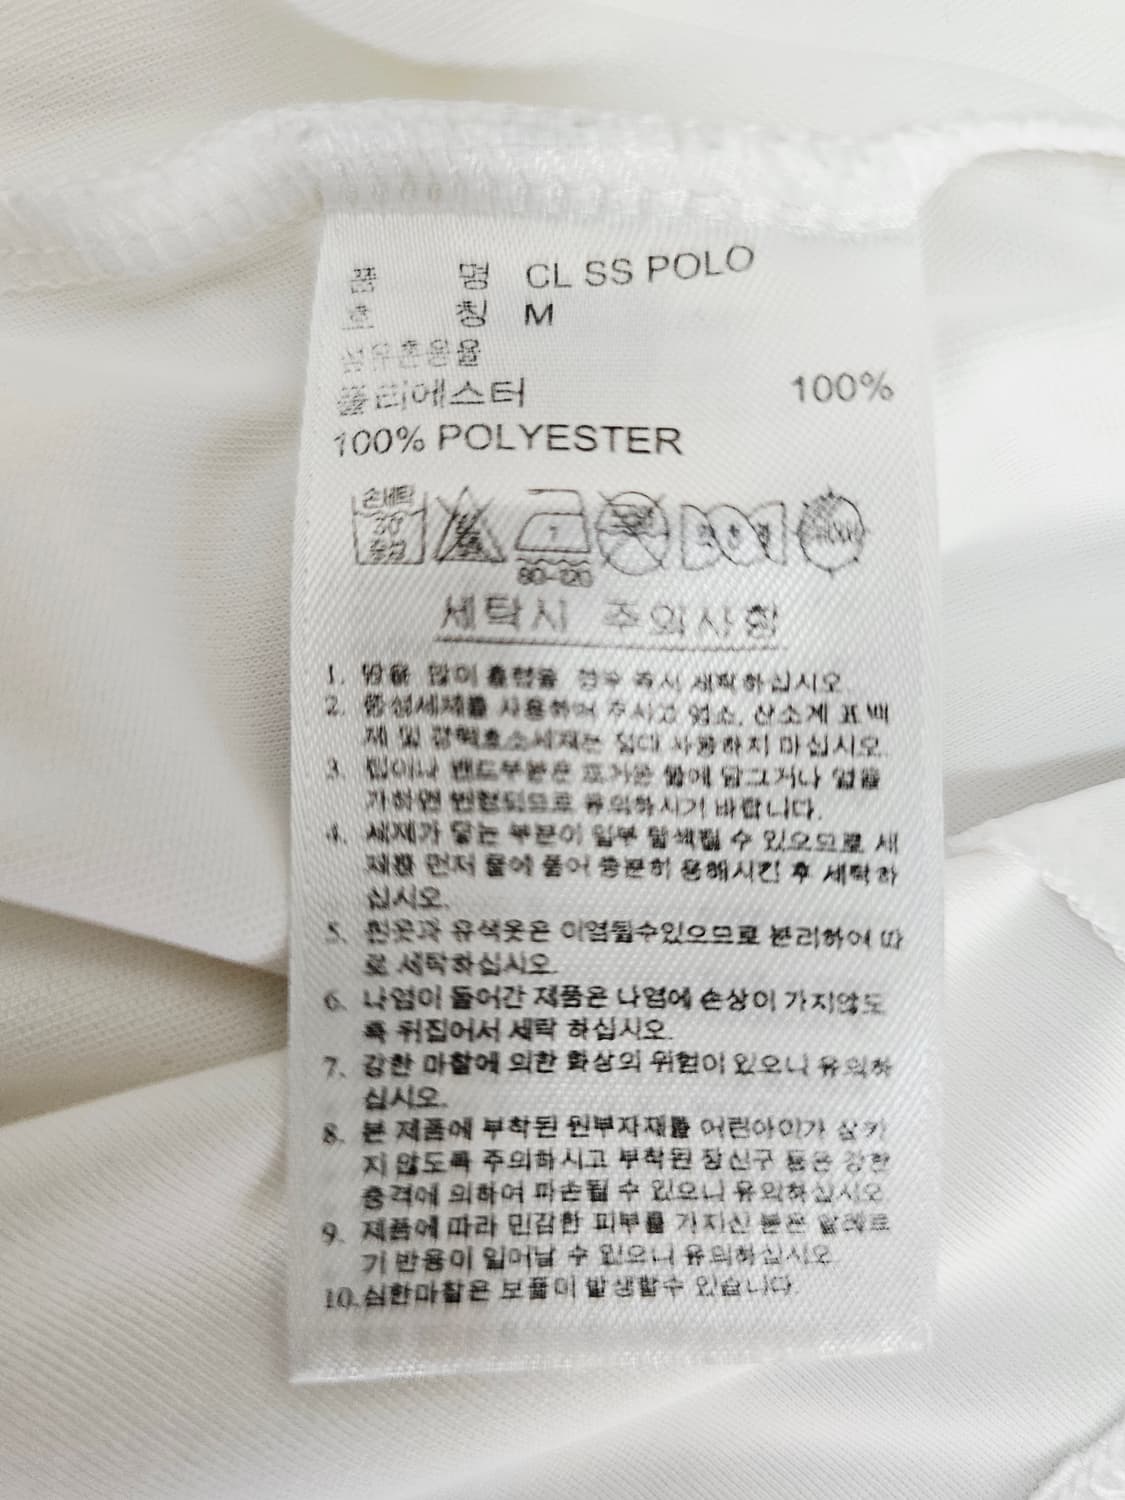 품 명 CL SS POLO
호 칭 M
섬유혼용율
폴리에스터 100%
100% POLYESTER
손세탁
30°
중성
80-120
세탁시 주의사항
1. 땀을 많이 흘렸을 경우 즉시 세탁하십시오.
2. 중성세제를 사용하여 주시고 염소, 산소계 표백
제 및 강력효소세제는 절대 사용하지 마십시오.
3. 밴드부분은 뜨거운 물에 담그거나 열을
가하면 변형되므로 유의하시기 바랍니다.
4. 세제가 닿는 부분이 일부 탈색될 수 있으므로 세
제를 먼저 물에 풀어 충분히 용해시킨 후 세탁하
십시오.
5. 흰옷과 유색옷은 이염될수있으므로 분리하여 따
로 세탁하십시오.
6. 나염이 들어간 제품은 나염에 손상이 가지않도
록 뒤집어서 세탁 하십시오.
7. 강한 마찰에 의한 화상의 위험이 있으니 유의하
십시오.
8. 본 제품에 부착된 원부자재를 어린아이가 삼키
지 않도록 주의하시고 부착된 장신구 등은 강한
충격에 의하여 파손될 수 있으니 유의하십시오.
9. 제품에 따라 민감한 피부를 가지신 분은 알레르
기 반응이 일어날 수 있으니 유의하십시오.
10. 심한마찰은 보풀이 발생할수 있습니다.